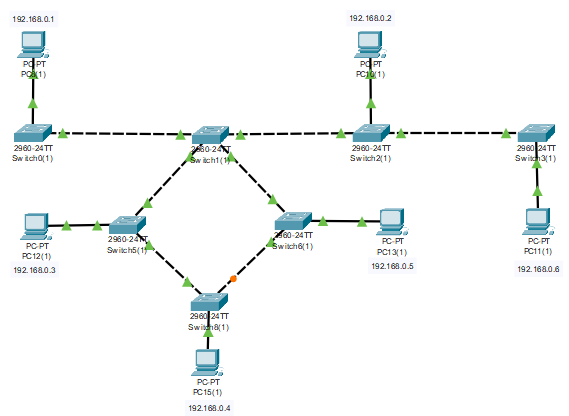 192.168.0.1
PC-PT
192.168.0.2
PC-PT
PC10(1)
2960-24TT
Switch0(1)
2960-24TT
Switch1(1)
2960-24TT
Switch2(1)
2960-24TT
Switch3(1)
PC-PT
PC12(1)
192.168.0.3
2960-24TT
Switch5(1)
2960-24TT
Switch6(1)
PC-PT
PC13(1)
192.168.0.5
PC-PT
PC11(1)
192.168.0.6
2960-24TT
Switch8(1)
PC-PT
PC15(1)
192.168.0.4